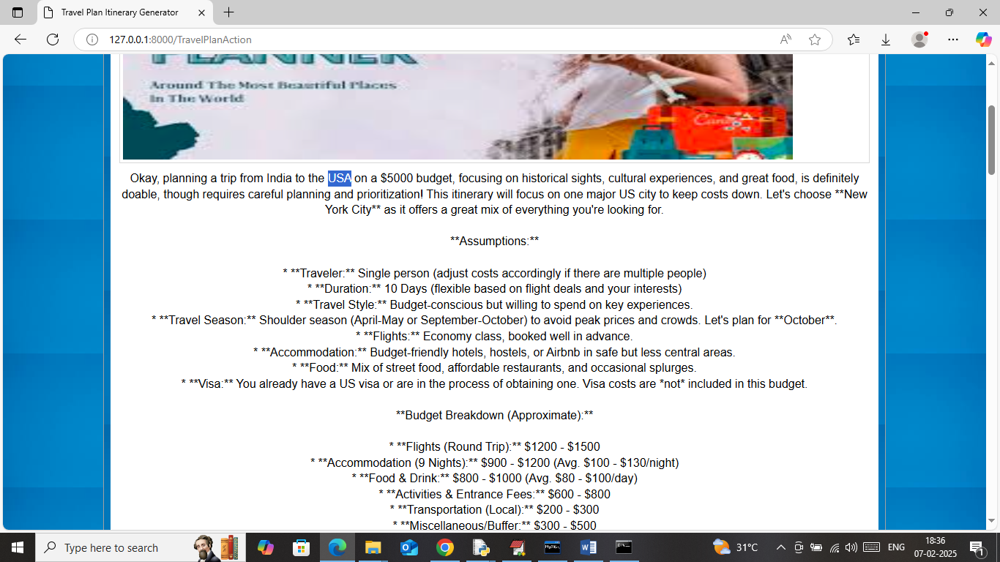 Travel Plan Itinerary Generator
127.0.0.1:8000/TravelPlanAction
PLANNER
Around The Most Beautiful Places
In The World
Canva
Okay, planning a trip from India to the USA on a $5000 budget, focusing on historical sights, cultural experiences, and great food, is definitely
doable, though requires careful planning and prioritization! This itinerary will focus on one major US city to keep costs down. Let's choose **New
York City** as it offers a great mix of everything you're looking for.
**Assumptions:**
* **Traveler:** Single person (adjust costs accordingly if there are multiple people)
* **Duration:** 10 Days (flexible based on flight deals and your interests)
* **Travel Style:** Budget-conscious but willing to spend on key experiences.
* **Travel Season:** Shoulder season (April-May or September-October) to avoid peak prices and crowds. Let's plan for **October**.
* **Flights:** Economy class, booked well in advance.
* **Accommodation:** Budget-friendly hotels, hostels, or Airbnb in safe but less central areas.
* **Food:** Mix of street food, affordable restaurants, and occasional splurges.
* **Visa:** You already have a US visa or are in the process of obtaining one. Visa costs are *not* included in this budget.
**Budget Breakdown (Approximate):**
* **Flights (Round Trip):** $1200 - $1500
* **Accommodation (9 Nights):** $900 - $1200 (Avg. $100 - $130/night)
* **Food & Drink:** $800 - $1000 (Avg. $80 - $100/day)
* **Activities & Entrance Fees:** $600 - $800
* **Transportation (Local):** $200 - $300
* **Miscellaneous/Buffer:** $300 - $500
Type here to search
31°C
ENG
18:36
07-02-2025
1